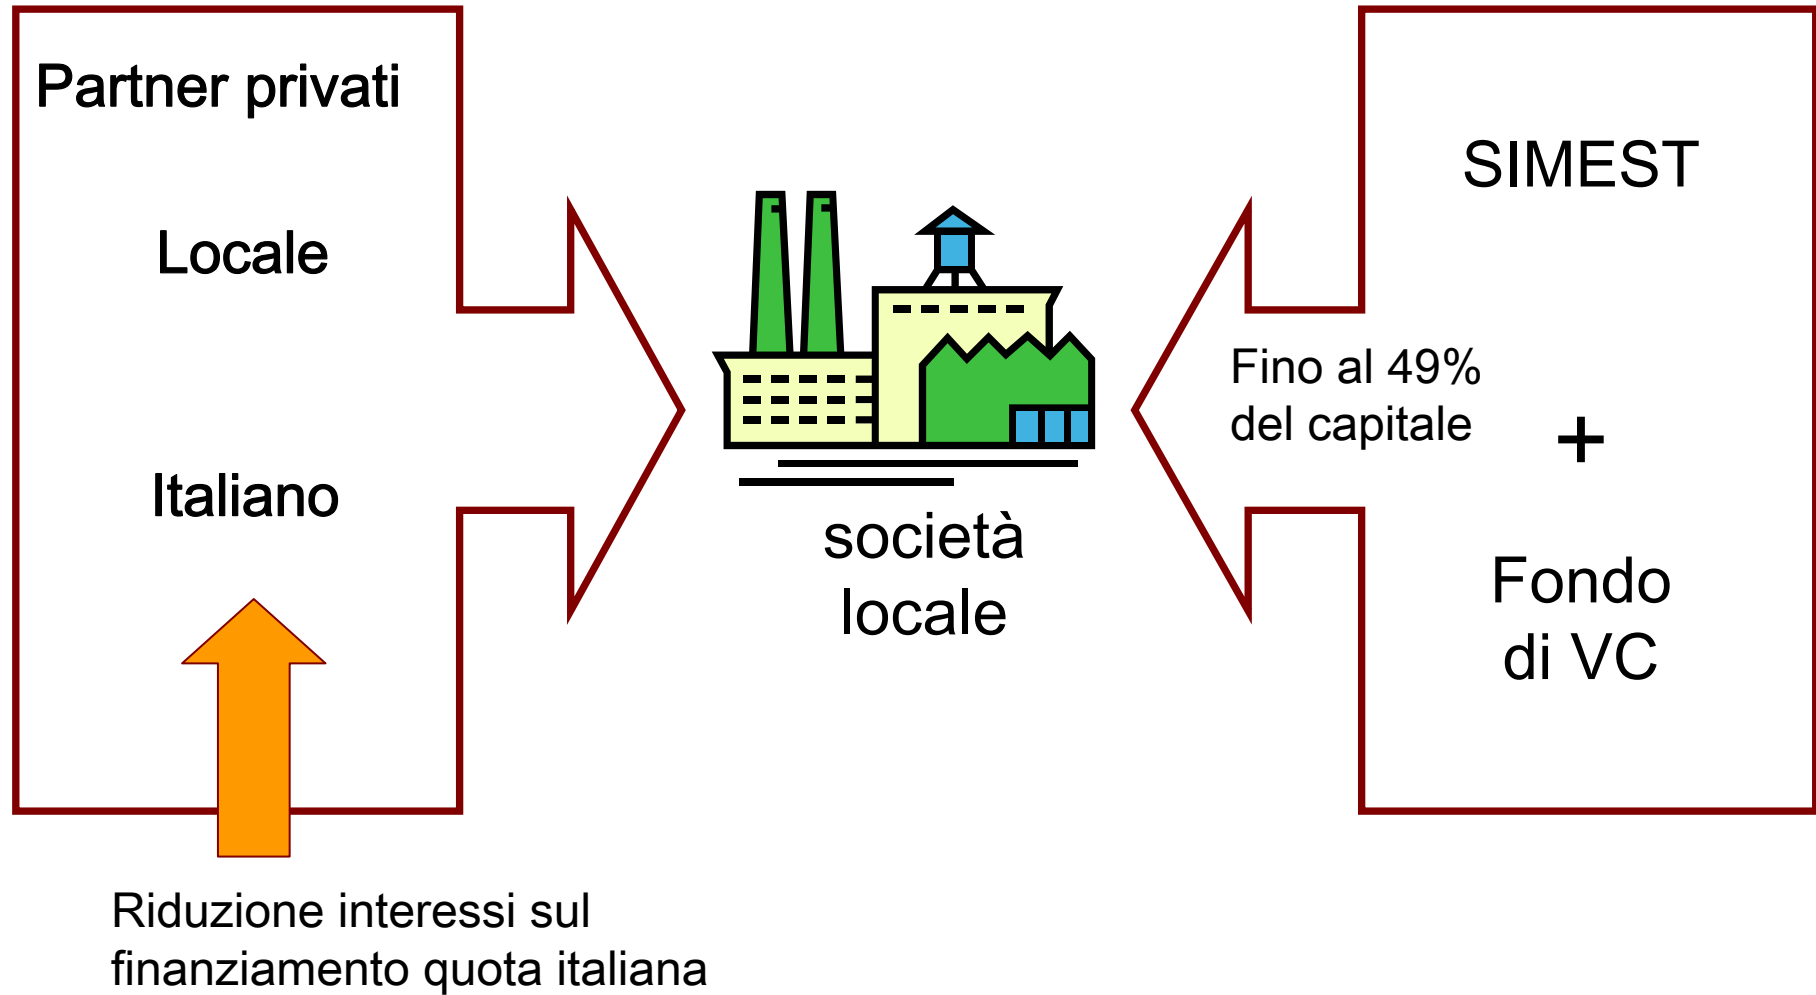 Partner privati
Locale
Italiano
Riduzione interessi sul
finanziamento quota italiana
società
locale
Fino al 49%
del capitale
SIMEST
+
Fondo
di VC